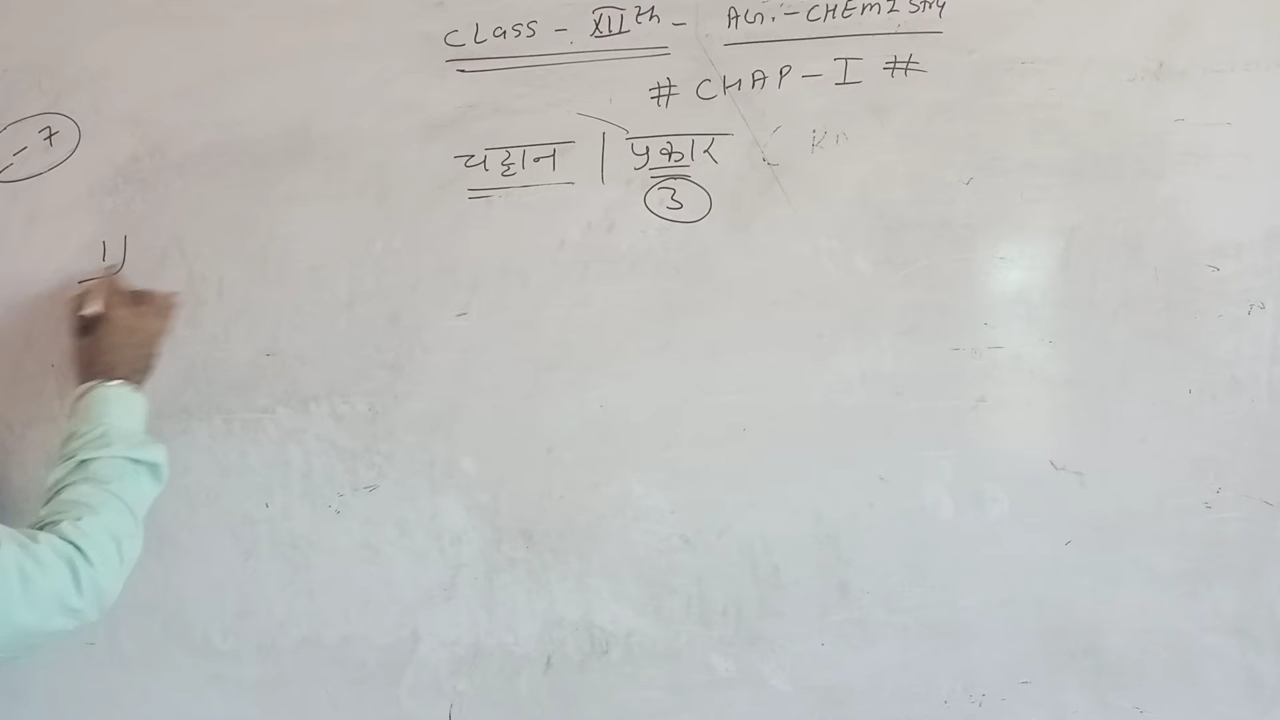 CLASS - XIIth - AG. - CHEMISTRY
# CHAP - I #
- 7
चट्टान | प्रकार
3
1)